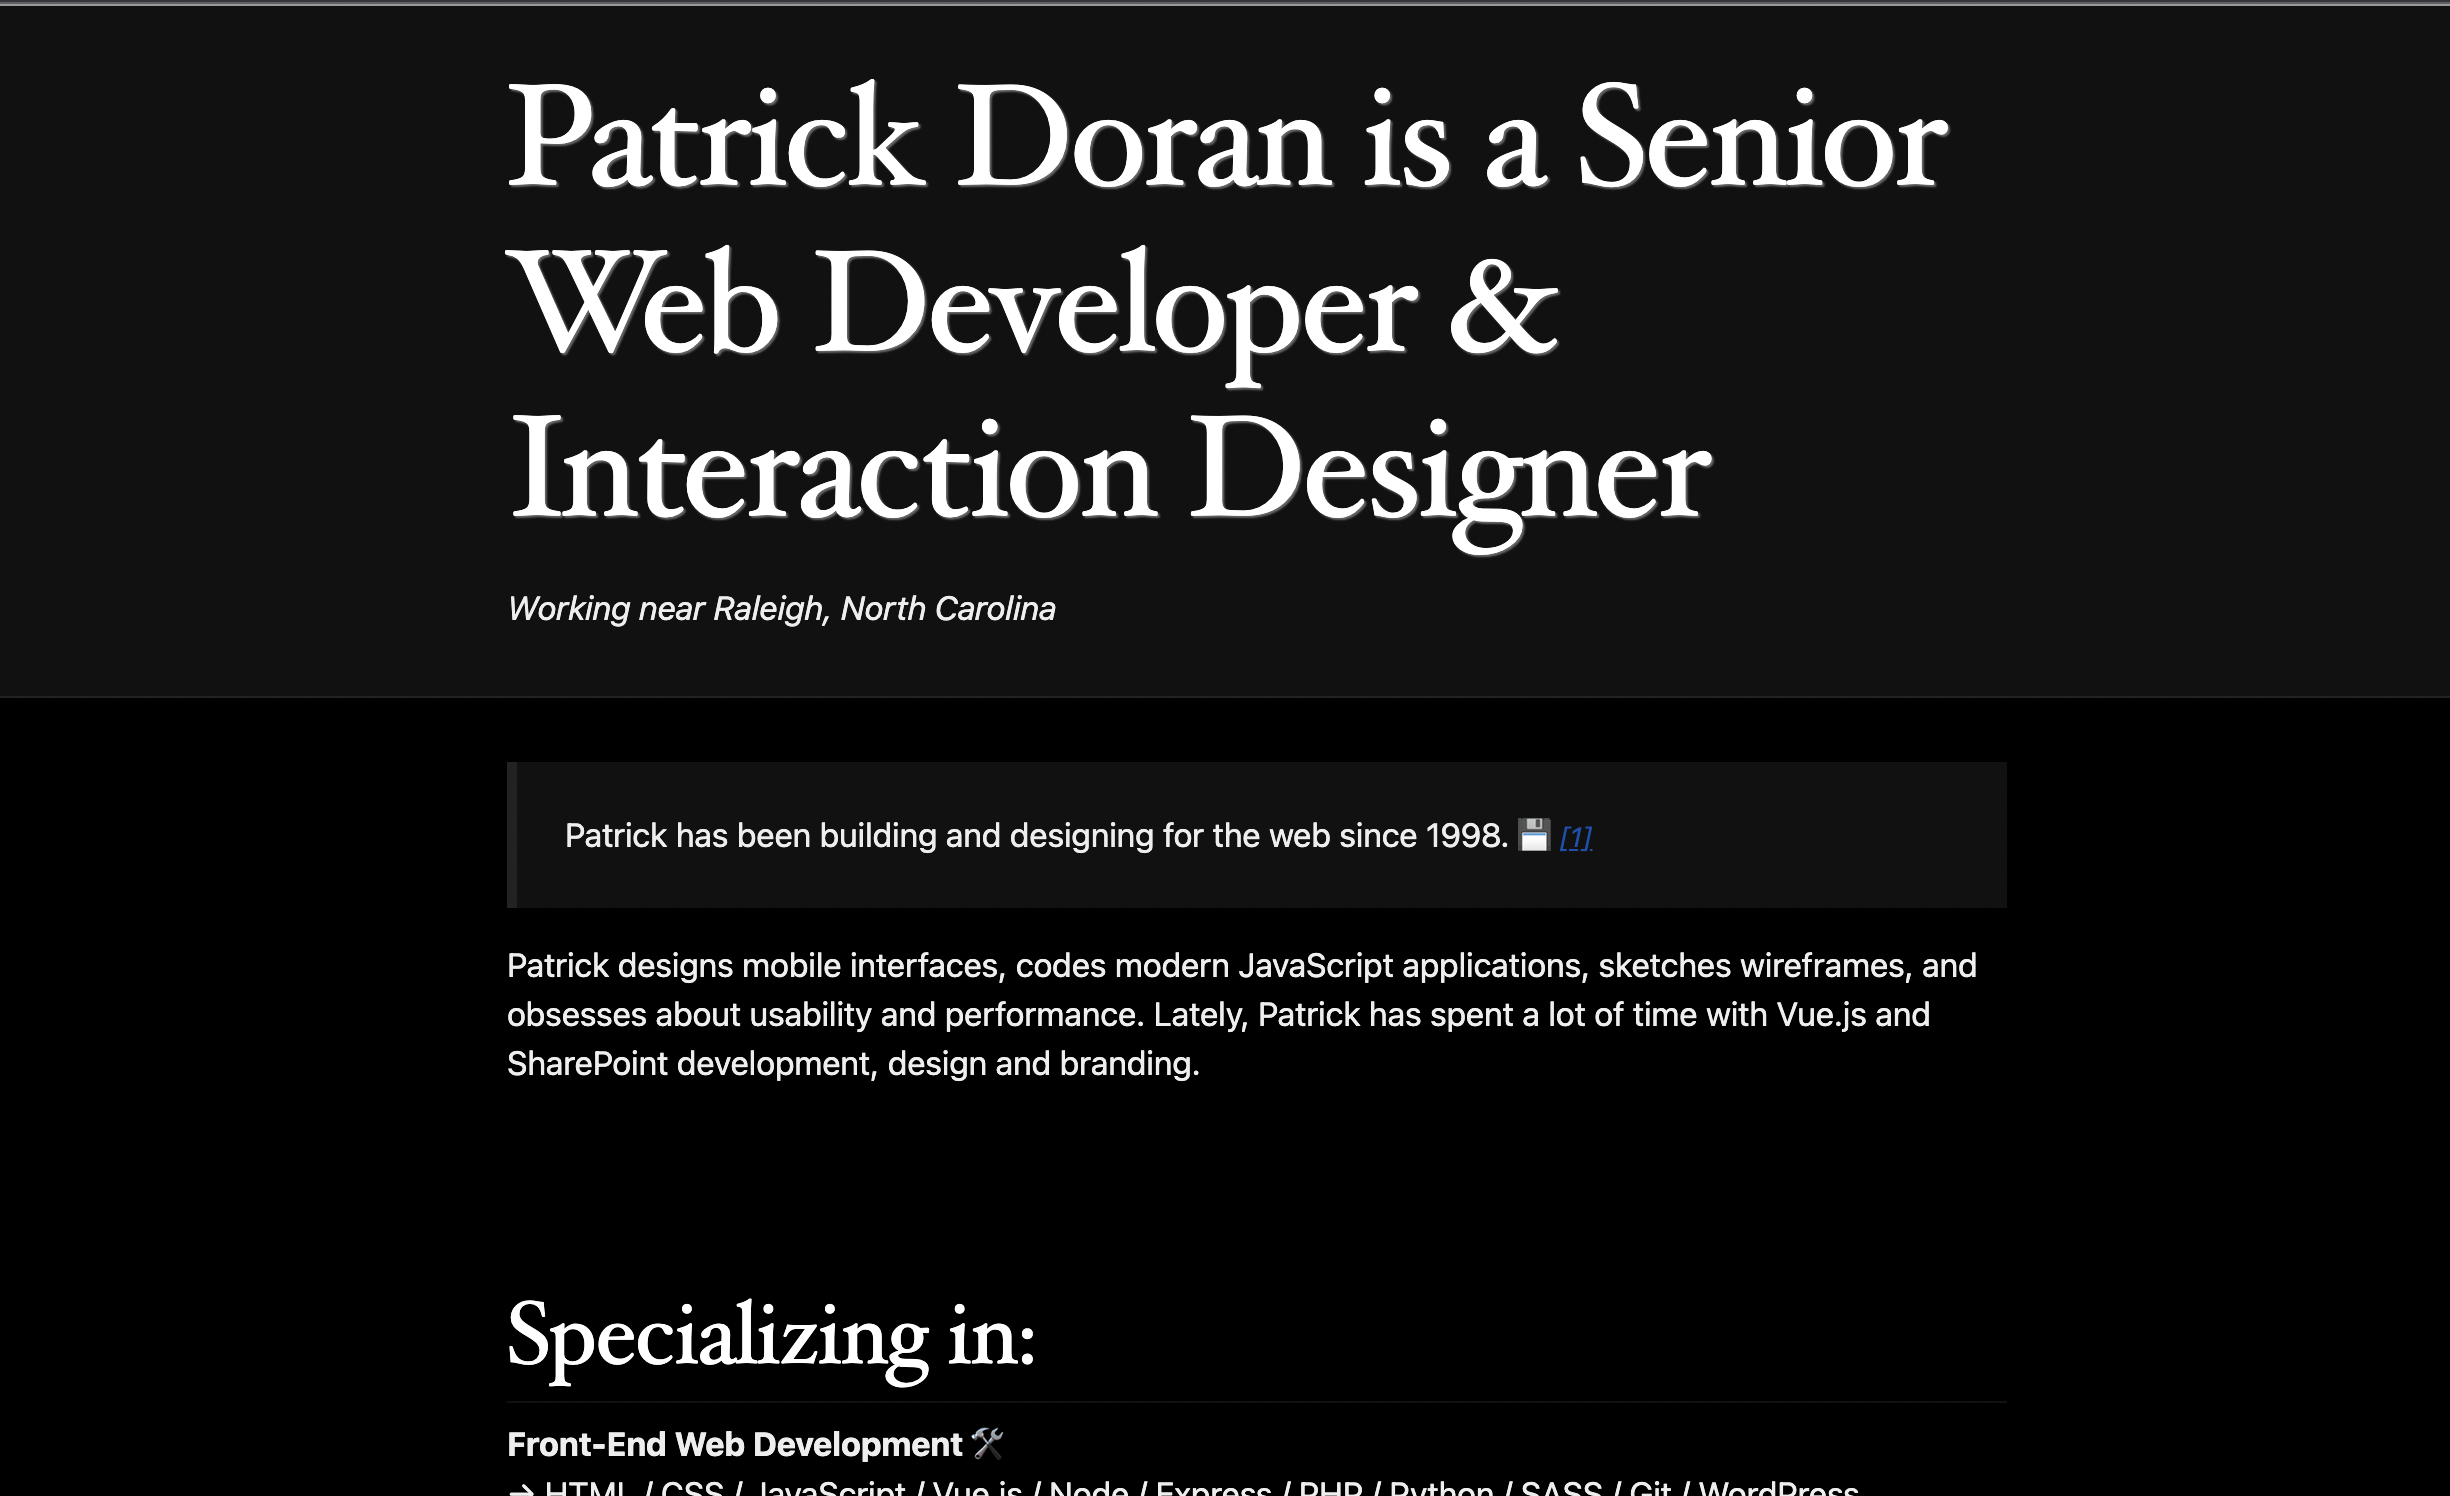 Patrick Doran is a Senior
Web Developer &
Interaction Designer
Working near Raleigh, North Carolina
Patrick has been building and designing for the web since 1998. 💾 [1]
Patrick designs mobile interfaces, codes modern JavaScript applications, sketches wireframes, and
obsesses about usability and performance. Lately, Patrick has spent a lot of time with Vue.js and
SharePoint development, design and branding.
Specializing in:
Front-End Web Development 🛠️
→ HTML / CSS / JavaScript / Vue.js / Node / Express / PHP / Python / SASS / Git / WordPress